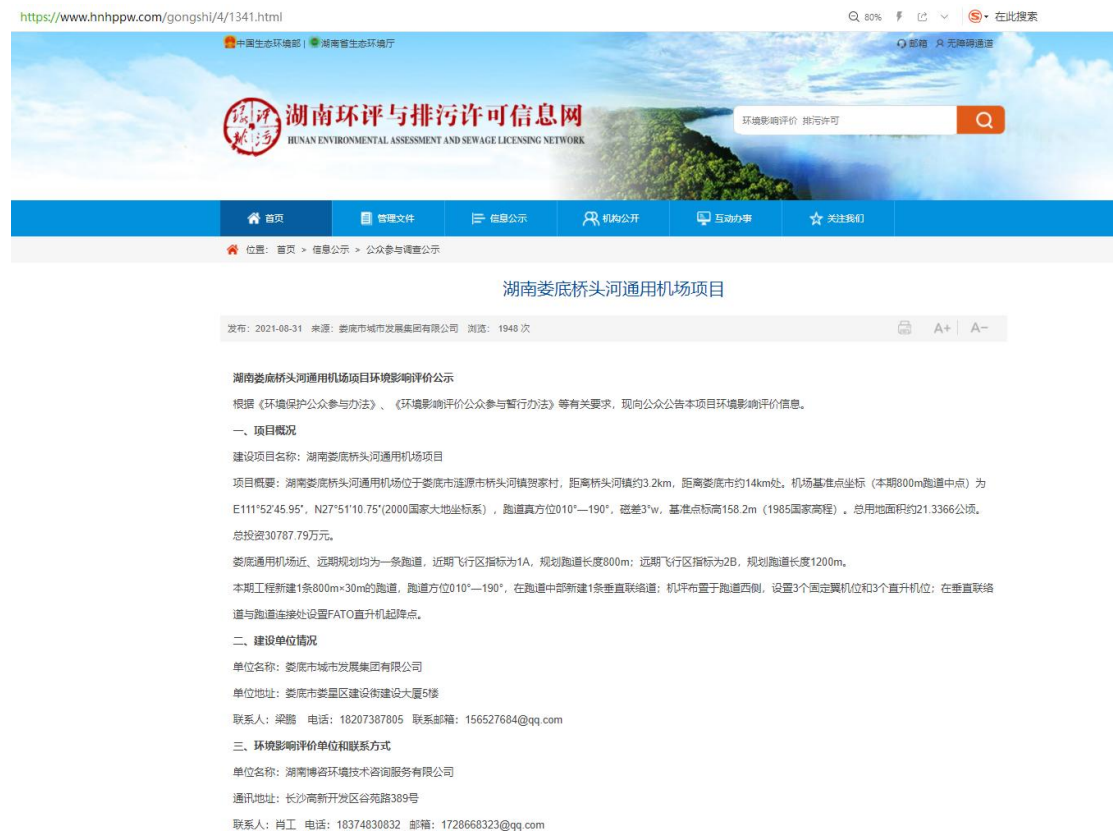 https://www.hnhppw.com/gongshi/4/1341.html
80%
在此搜索
中国生态环境部 | 湖南省生态环境厅
邮箱 无障碍通道
湖南环评与排污许可信息网
HUNAN ENVIRONMENTAL ASSESSMENT AND SEWAGE LICENSING NETWORK
环境影响评价 排污许可
首页 管理文件 信息公示 机构公开 互动办事 关注我们
位置: 首页 > 信息公示 > 公众参与调查公示
湖南娄底桥头河通用机场项目
发布: 2021-08-31 来源: 娄底市城市发展集团有限公司 浏览: 1948 次
A+ A-
湖南娄底桥头河通用机场项目环境影响评价公示
根据《环境保护公众参与办法》、《环境影响评价公众参与暂行办法》等有关要求，现向公众公告本项目环境影响评价信息。
一、项目概况
建设项目名称：湖南娄底桥头河通用机场项目
项目概要：湖南娄底桥头河通用机场位于娄底市涟源市桥头河镇贺家村，距离桥头河镇约3.2km，距离娄底市约14km处。机场基准点坐标（本期800m跑道中点）为
E111°52'45.95"，N27°51'10.75"(2000国家大地坐标系），跑道真方位010°—190°，磁差3°w，基准点标高158.2m（1985国家高程）。总用地面积约21.3366公顷。
总投资30787.79万元。
娄底通用机场近、远期规划均为一条跑道，近期飞行区指标为1A，规划跑道长度800m；远期飞行区指标为2B，规划跑道长度1200m。
本期工程新建1条800m×30m的跑道，跑道方位010°—190°，在跑道中部新建1条垂直联络道；机坪布置于跑道西侧，设置3个固定翼机位和3个直升机位；在垂直联络
道与跑道连接处设置FATO直升机起降点。
二、建设单位情况
单位名称：娄底市城市发展集团有限公司
单位地址：娄底市娄星区建设街建设大厦5楼
联系人：梁鹏 电话：18207387805 联系邮箱：156527684@qq.com
三、环境影响评价单位和联系方式
单位名称：湖南博咨环境技术咨询服务有限公司
通讯地址：长沙高新开发区谷苑路389号
联系人：肖工 电话：18374830832 邮箱：1728668323@qq.com